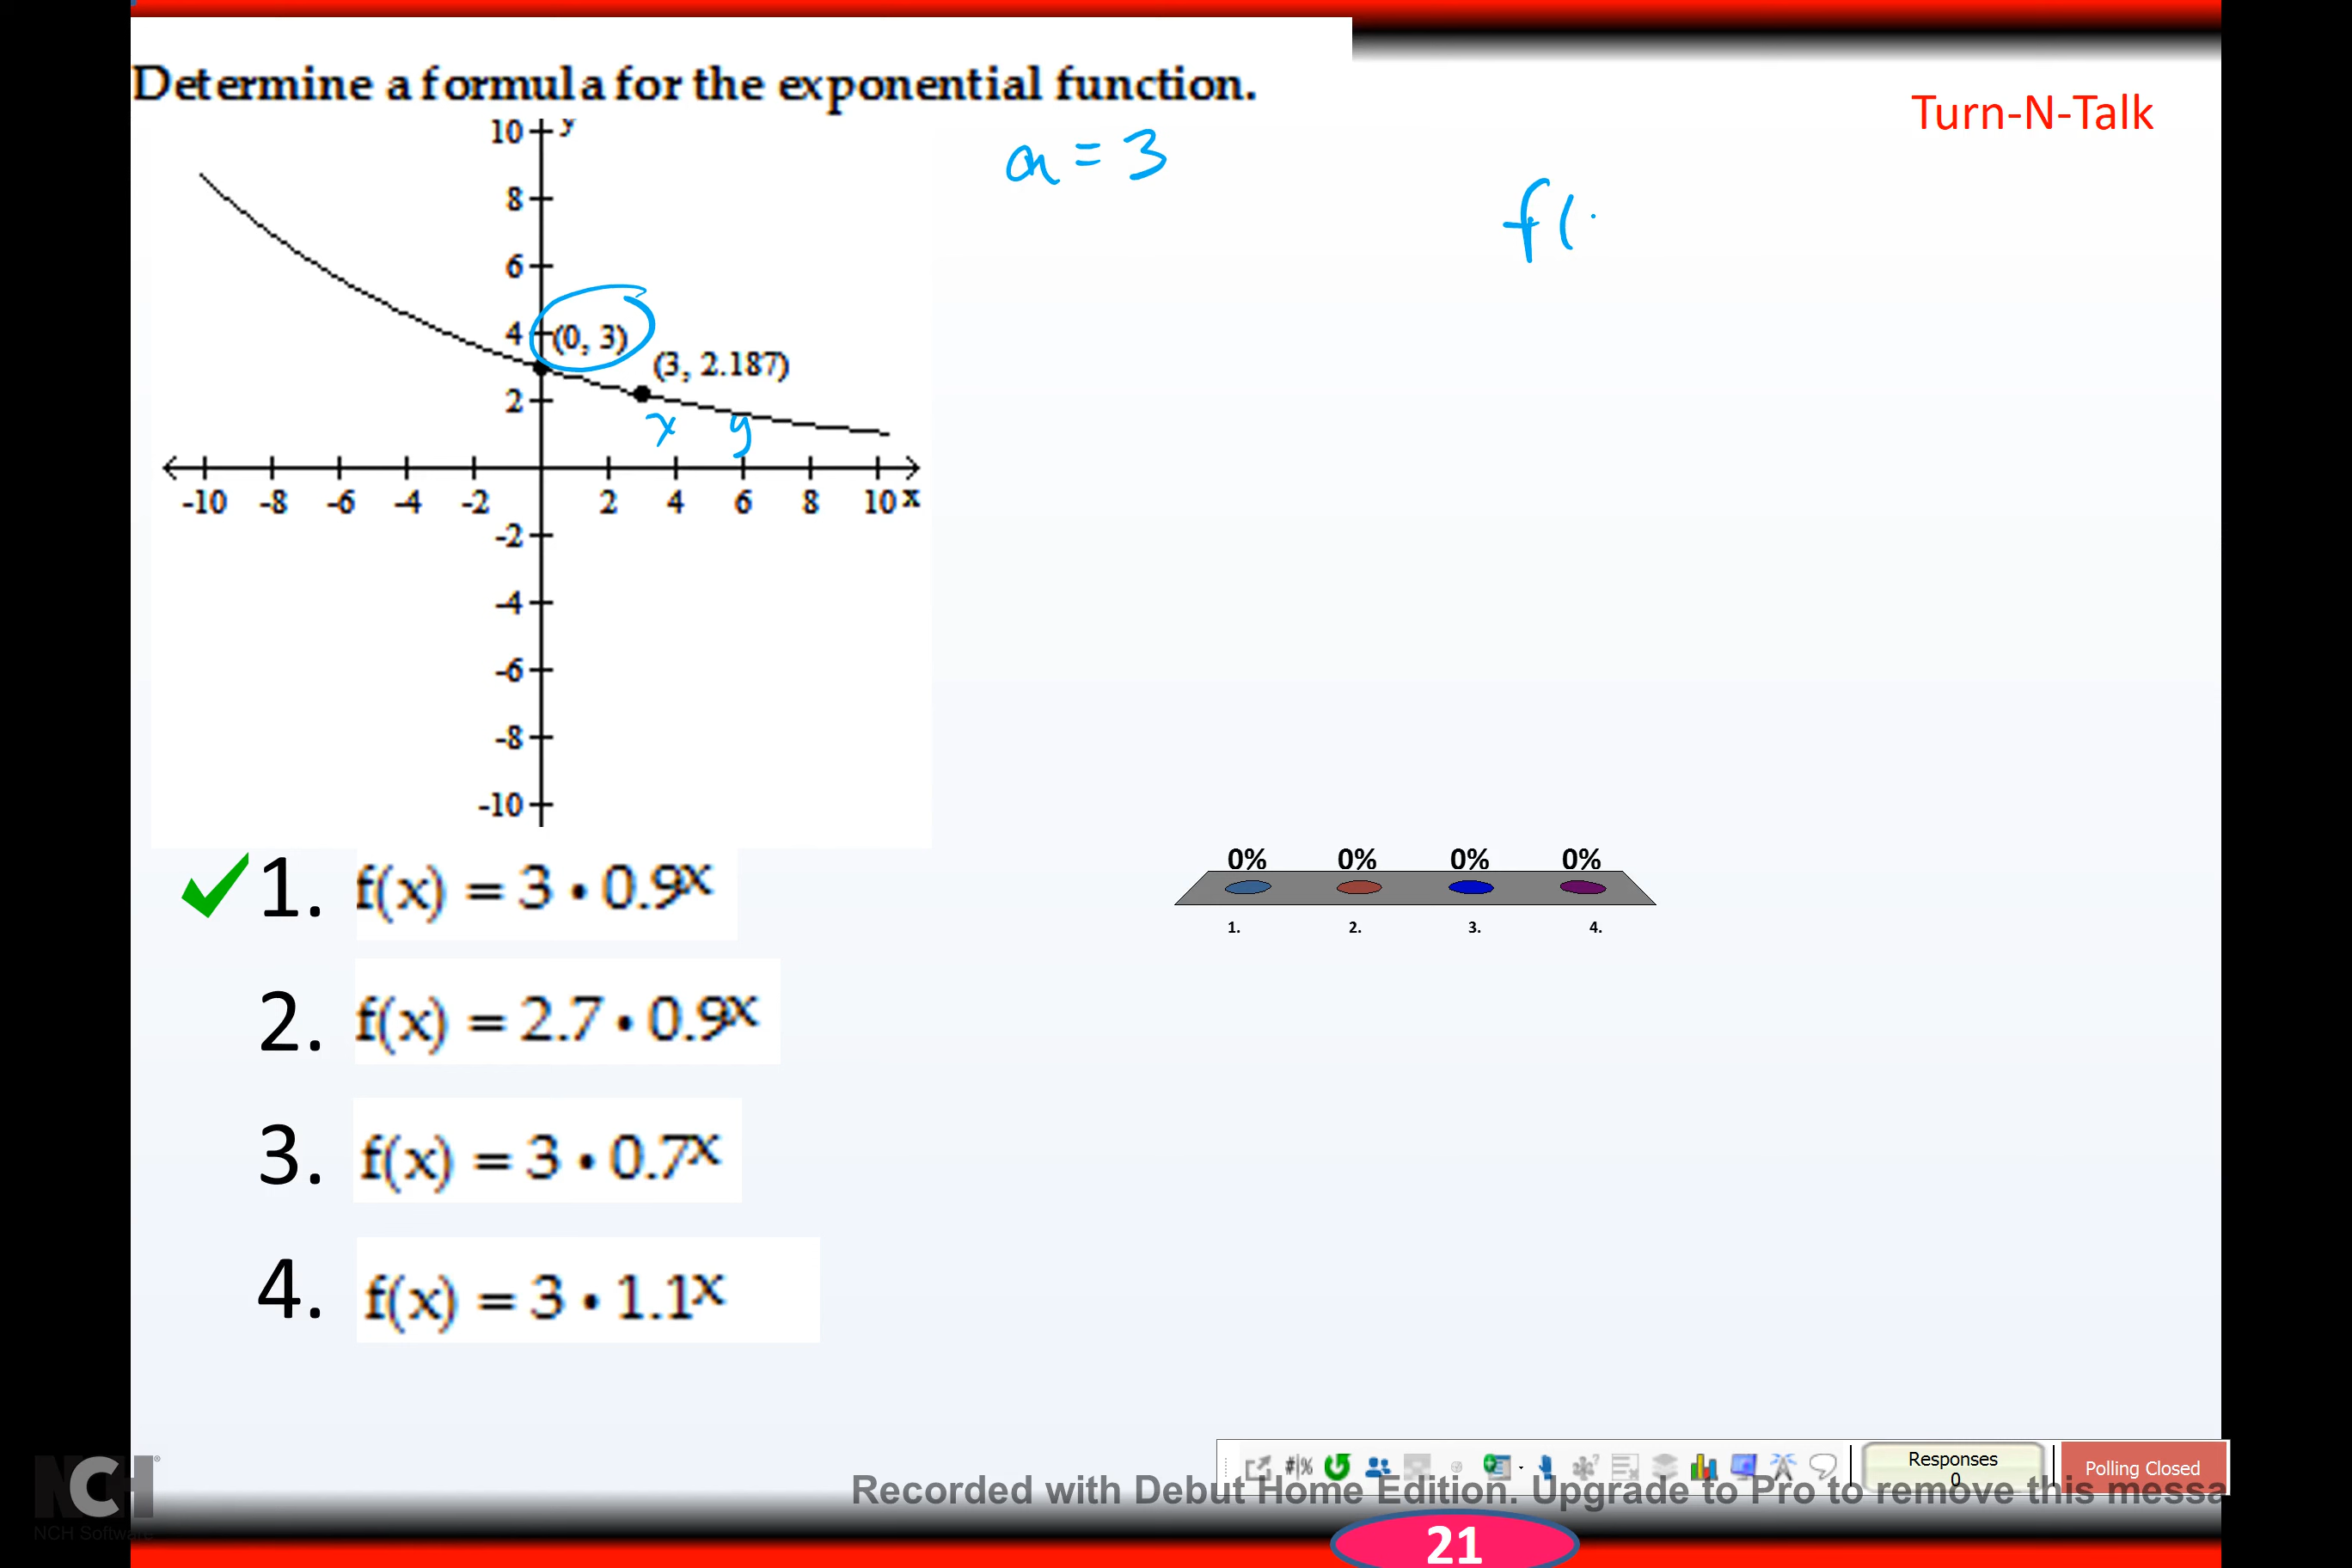 Determine a formula for the exponential function.
Turn-N-Talk
a = 3
f(
10 y
8
6
4 (0, 3)
(3, 2.187)
2
x y
-10 -8 -6 -4 -2 2 4 6 8 10 x
-2
-4
-6
-8
-10
1. f(x) = 3 • 0.9ˣ
2. f(x) = 2.7 • 0.9ˣ
3. f(x) = 3 • 0.7ˣ
4. f(x) = 3 • 1.1ˣ
0% 0% 0% 0%
1. 2. 3. 4.
#|% Responses
0
Polling Closed
Recorded with Debut Home Edition. Upgrade to Pro to remove this messa
NCH
NCH Software
21